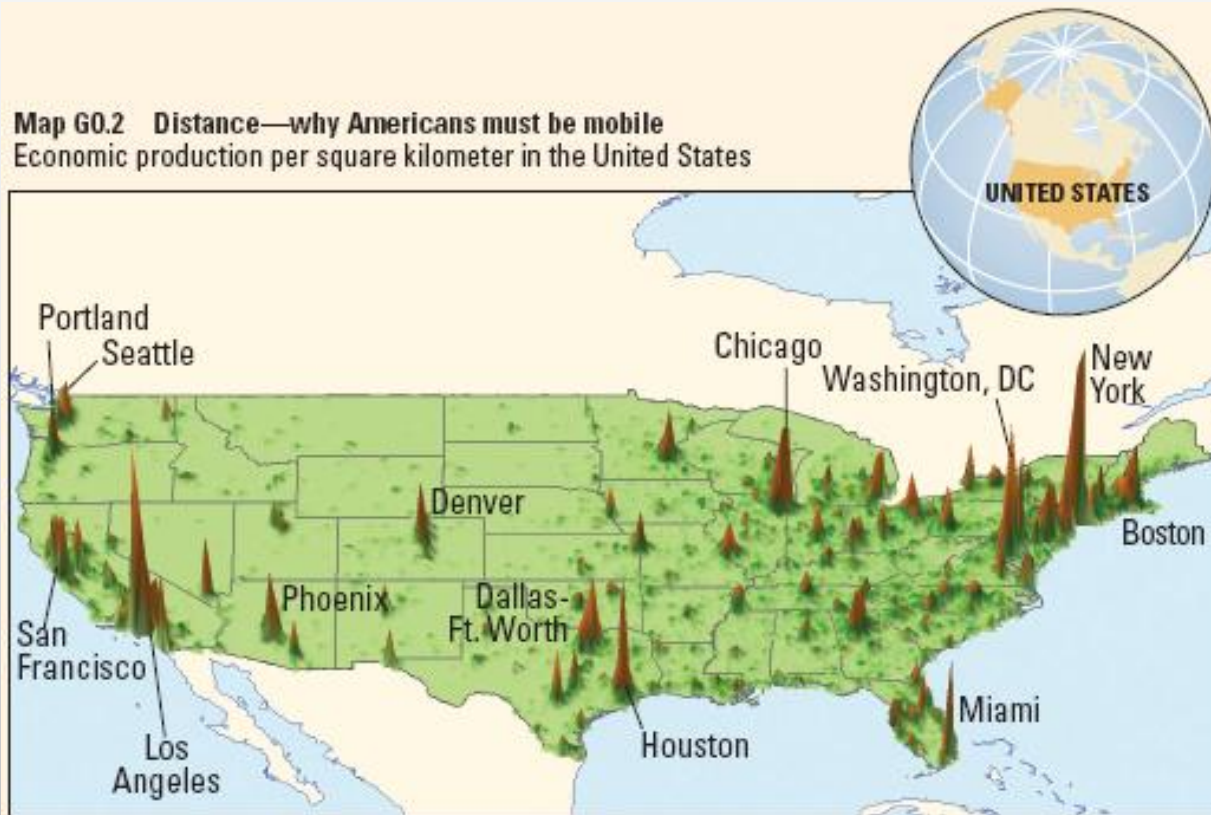 Map G0.2 Distance—why Americans must be mobile
Economic production per square kilometer in the United States
UNITED STATES
Portland
Seattle
Chicago
Washington, DC
New
York
Denver
Boston
Phoenix
Dallas-
Ft. Worth
San
Francisco
Los
Angeles
Houston
Miami